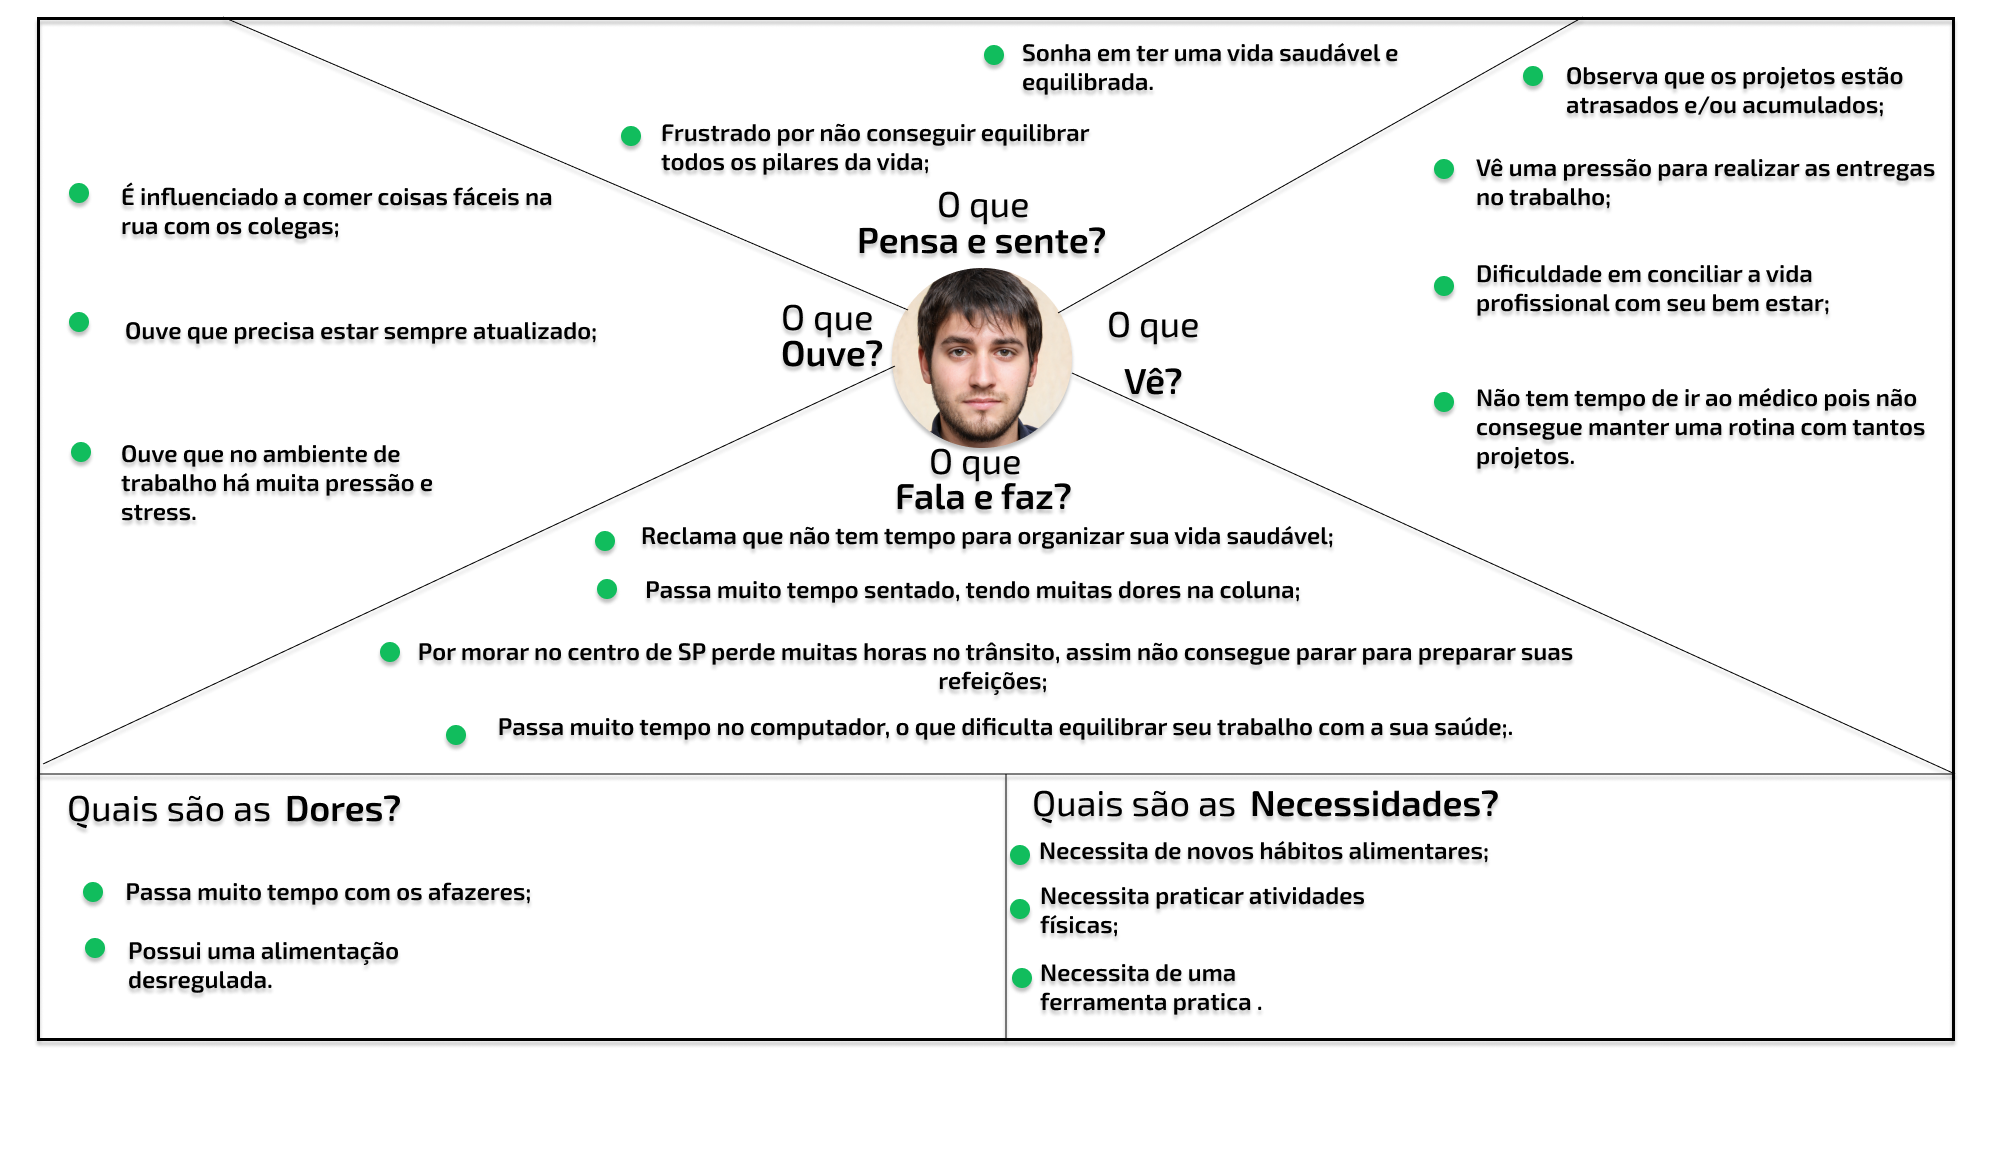 Sonha em ter uma vida saudável e
equilibrada.
Frustrado por não conseguir equilibrar
todos os pilares da vida;
O que
Pensa e sente?
É influenciado a comer coisas fáceis na
rua com os colegas;
Ouve que precisa estar sempre atualizado;
Ouve que no ambiente de
trabalho há muita pressão e
stress.
O que
Ouve?
O que
Vê?
Observa que os projetos estão
atrasados e/ou acumulados;
Vê uma pressão para realizar as entregas
no trabalho;
Dificuldade em conciliar a vida
profissional com seu bem estar;
Não tem tempo de ir ao médico pois não
consegue manter uma rotina com tantos
projetos.
O que
Fala e faz?
Reclama que não tem tempo para organizar sua vida saudável;
Passa muito tempo sentado, tendo muitas dores na coluna;
Por morar no centro de SP perde muitas horas no trânsito, assim não consegue parar para preparar suas
refeições;
Passa muito tempo no computador, o que dificulta equilibrar seu trabalho com a sua saúde;.
Quais são as Dores?
Passa muito tempo com os afazeres;
Possui uma alimentação
desregulada.
Quais são as Necessidades?
Necessita de novos hábitos alimentares;
Necessita praticar atividades
físicas;
Necessita de uma
ferramenta pratica .